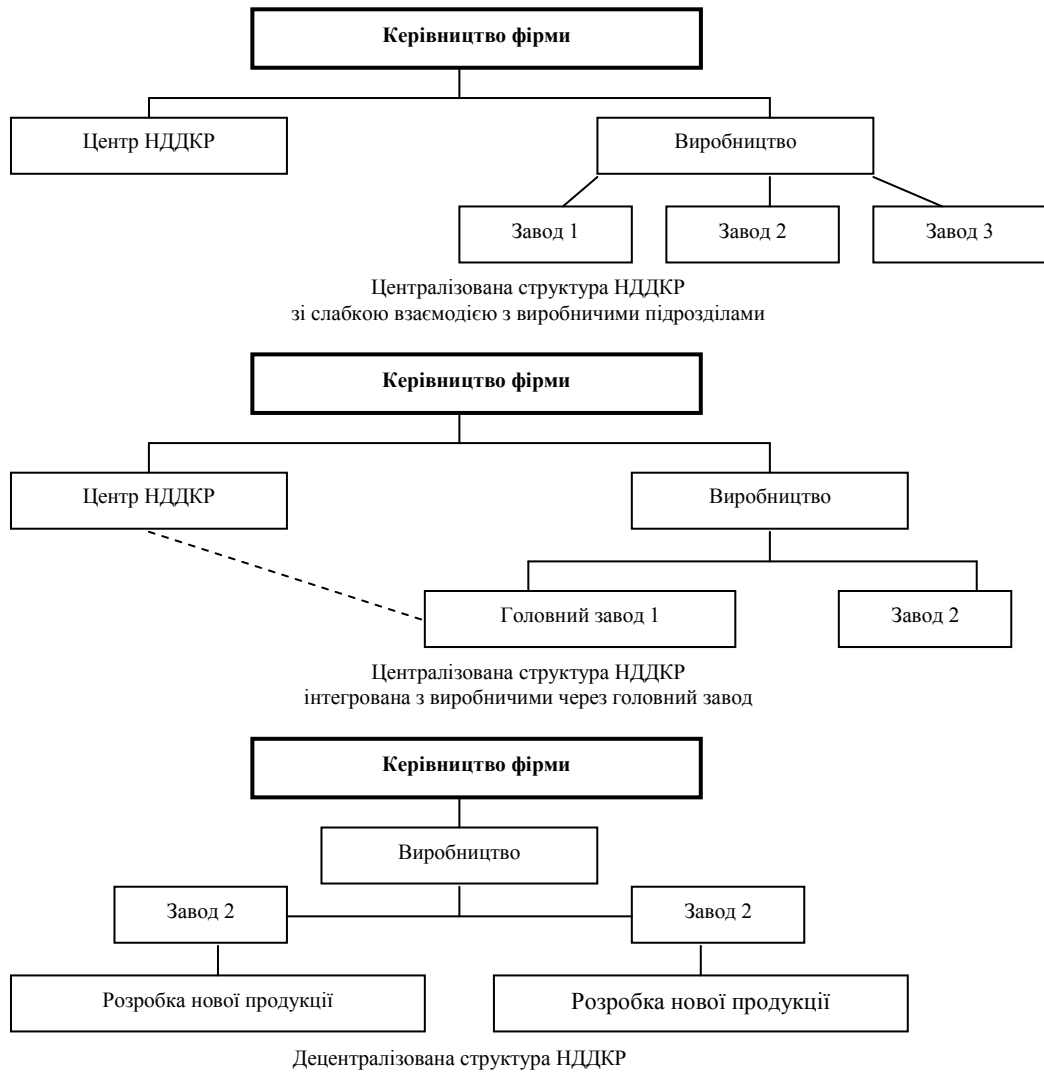 Керівництво фірми
Центр НДДКР
Виробництво
Завод 1
Завод 2
Завод 3
Централізована структура НДДКР
зі слабкою взаємодією з виробничими підрозділами
Керівництво фірми
Центр НДДКР
Виробництво
Головний завод 1
Завод 2
Централізована структура НДДКР
інтегрована з виробничими через головний завод
Керівництво фірми
Виробництво
Завод 2
Завод 2
Розробка нової продукції
Розробка нової продукції
Децентралізована структура НДДКР